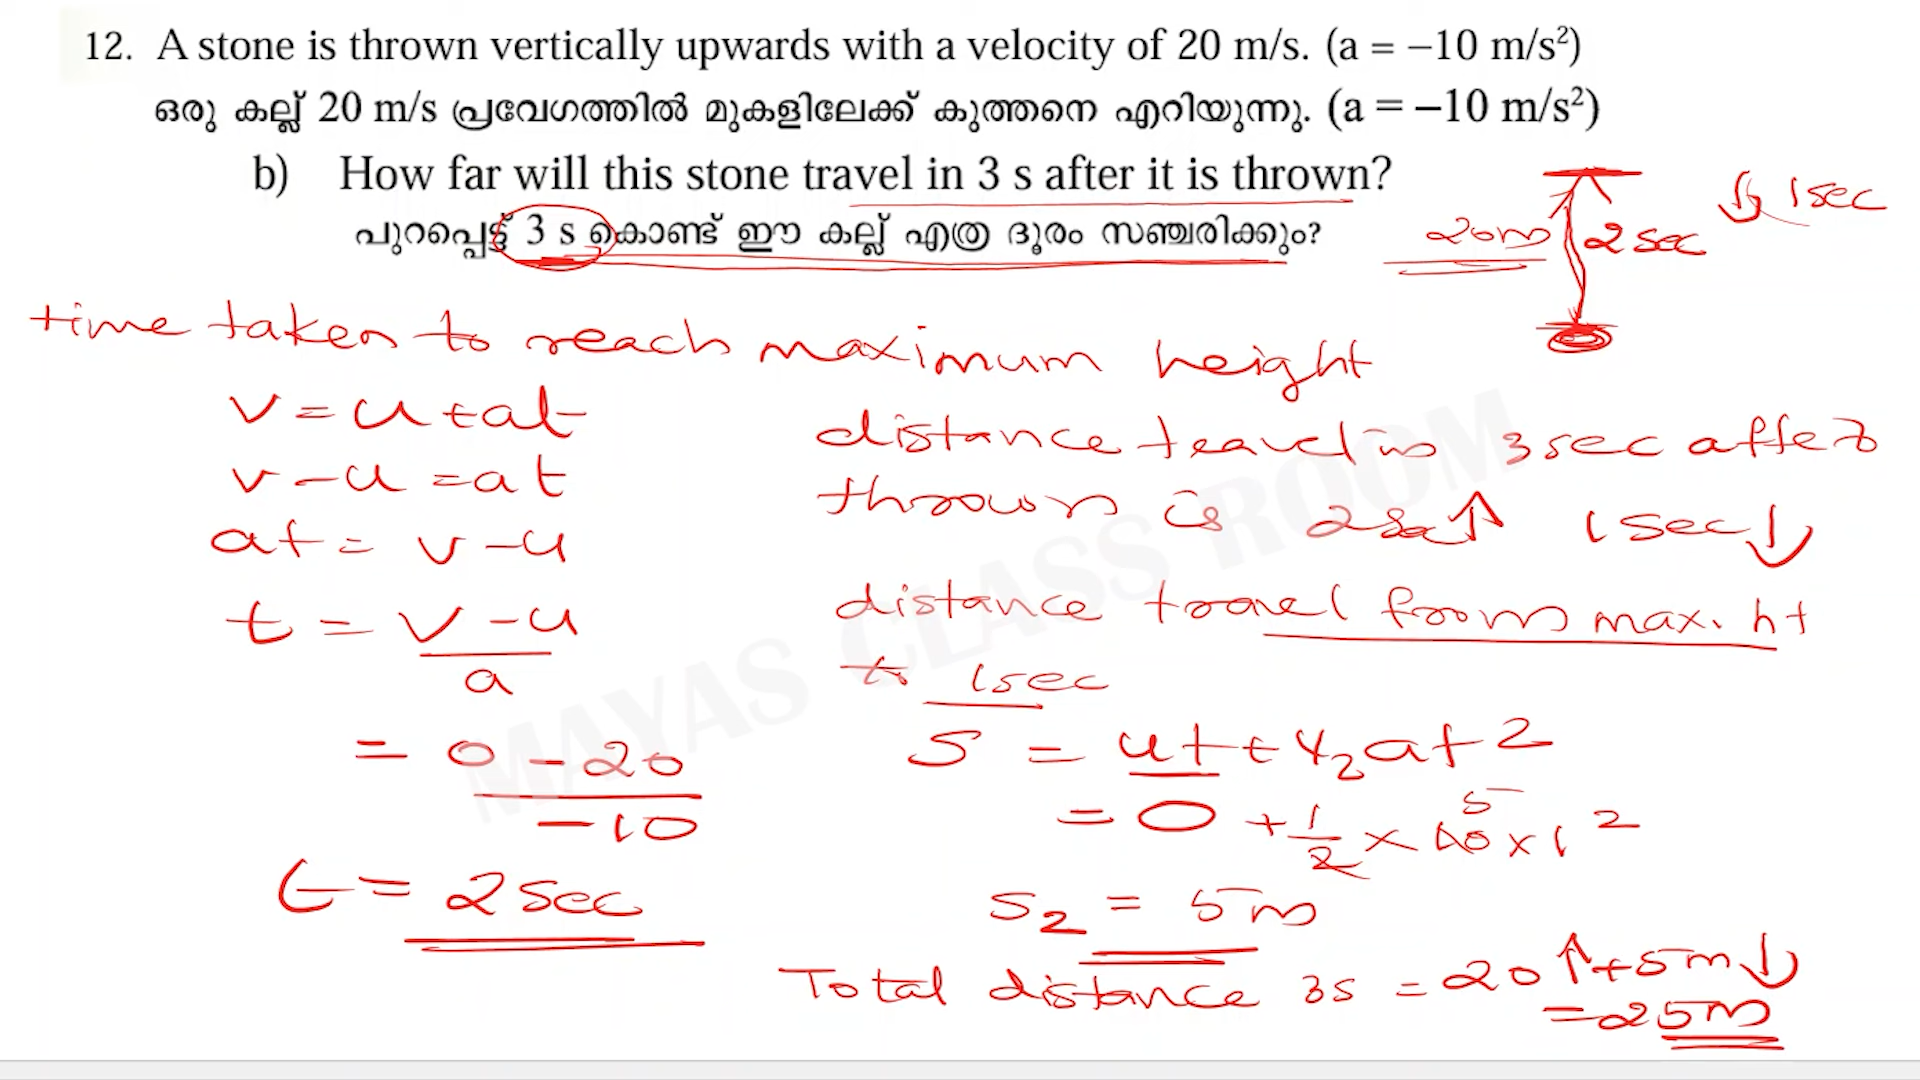 12. A stone is thrown vertically upwards with a velocity of 20 m/s. (a = –10 m/s²)
ഒരു കല്ല് 20 m/s പ്രവേഗത്തിൽ മുകളിലേക്ക് കുത്തനെ എറിയുന്നു. (a = –10 m/s²)
b) How far will this stone travel in 3 s after it is thrown?
പുറപ്പെട്ട് 3 s കൊണ്ട് ഈ കല്ല് എത്ര ദൂരം സഞ്ചരിക്കും?
20m 2 sec ↓ 1 sec
time taken to reach maximum height
v = u + at
v – u = at
at = v – u
t = v – u
a
= 0 – 20
–10
t = 2 sec
distance travel in 3 sec after
thrown is 2 sec ↑ 1 sec ↓
distance travel from max. ht
to 1 sec
S = ut + ½ at²
= 0 + 1/2 × 10 × 1²
5
S₂ = 5m
Total distance 3s = 20 ↑ + 5m ↓
= 25m
MAYAS CLASS ROOM